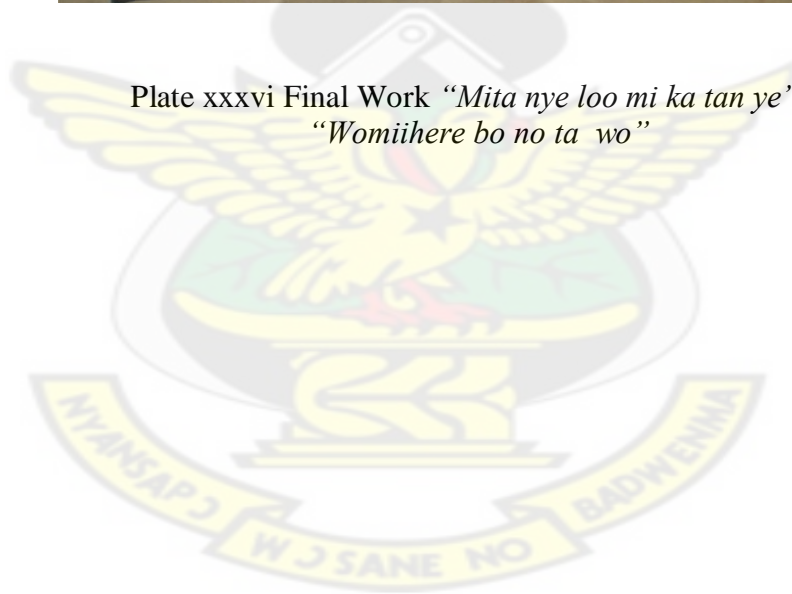 Plate xxxvi Final Work “Mita nye loo mi ka tan ye’
“Womiihere bo no ta wo”
NYANSAPƆ WƆSANE NO BADWENMA